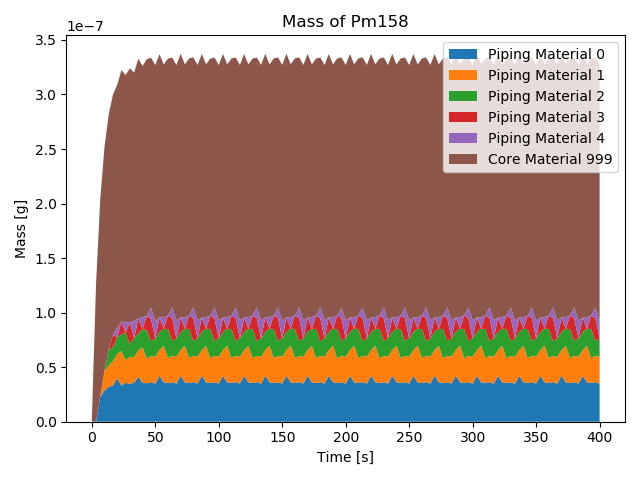 Mass of Pm158
1e−7
3.5
3.0
2.5
2.0
1.5
1.0
0.5
0.0
Mass [g]
Piping Material 0
Piping Material 1
Piping Material 2
Piping Material 3
Piping Material 4
Core Material 999
0 50 100 150 200 250 300 350 400
Time [s]